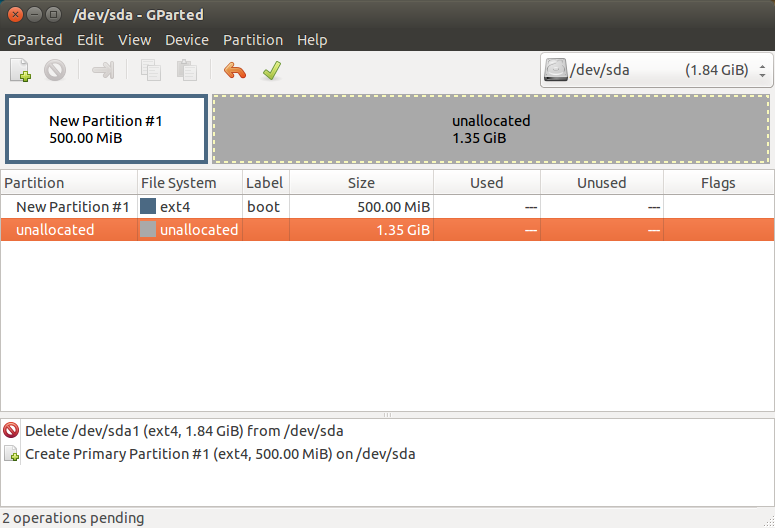 /dev/sda - GParted
GParted Edit View Device Partition Help
/dev/sda (1.84 GiB)
New Partition #1
500.00 MiB
unallocated
1.35 GiB
Partition File System Label Size Used Unused Flags
New Partition #1 ext4 boot 500.00 MiB --- ---
unallocated unallocated 1.35 GiB --- ---
Delete /dev/sda1 (ext4, 1.84 GiB) from /dev/sda
Create Primary Partition #1 (ext4, 500.00 MiB) on /dev/sda
2 operations pending